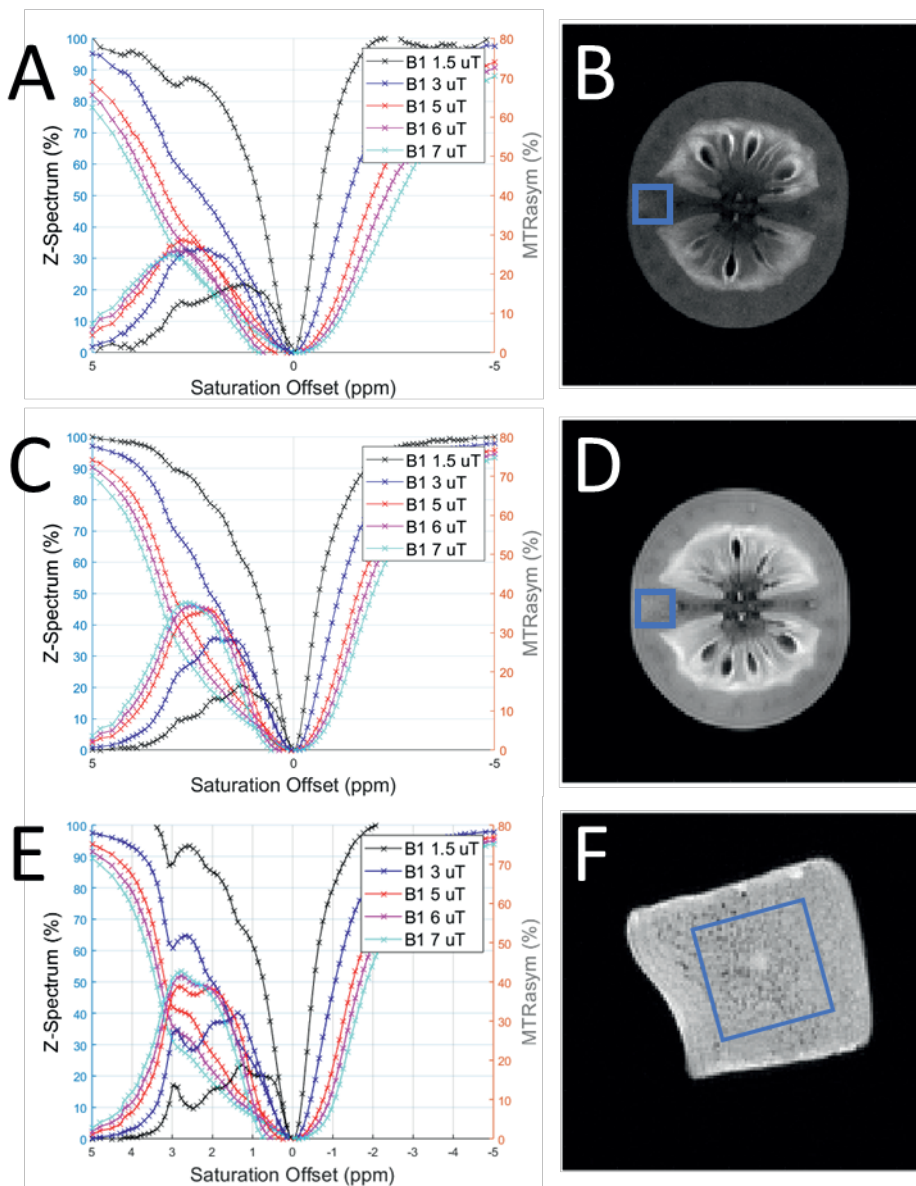 A
100
90
80
70
60
50
40
30
20
10
0
Z-Spectrum (%)
5
0
-5
Saturation Offset (ppm)
80
70
60
50
40
30
20
10
0
MTRasym (%)
B1 1.5 uT
B1 3 uT
B1 5 uT
B1 6 uT
B1 7 uT
B
C
100
90
80
70
60
50
40
30
20
10
0
Z-Spectrum (%)
5
0
-5
Saturation Offset (ppm)
80
70
60
50
40
30
20
10
0
MTRasym (%)
B1 1.5 uT
B1 3 uT
B1 5 uT
B1 6 uT
B1 7 uT
D
E
100
90
80
70
60
50
40
30
20
10
0
Z-Spectrum (%)
5 4 3 2 1 0 -1 -2 -3 -4 -5
Saturation Offset (ppm)
80
70
60
50
40
30
20
10
0
MTRasym (%)
B1 1.5 uT
B1 3 uT
B1 5 uT
B1 6 uT
B1 7 uT
F